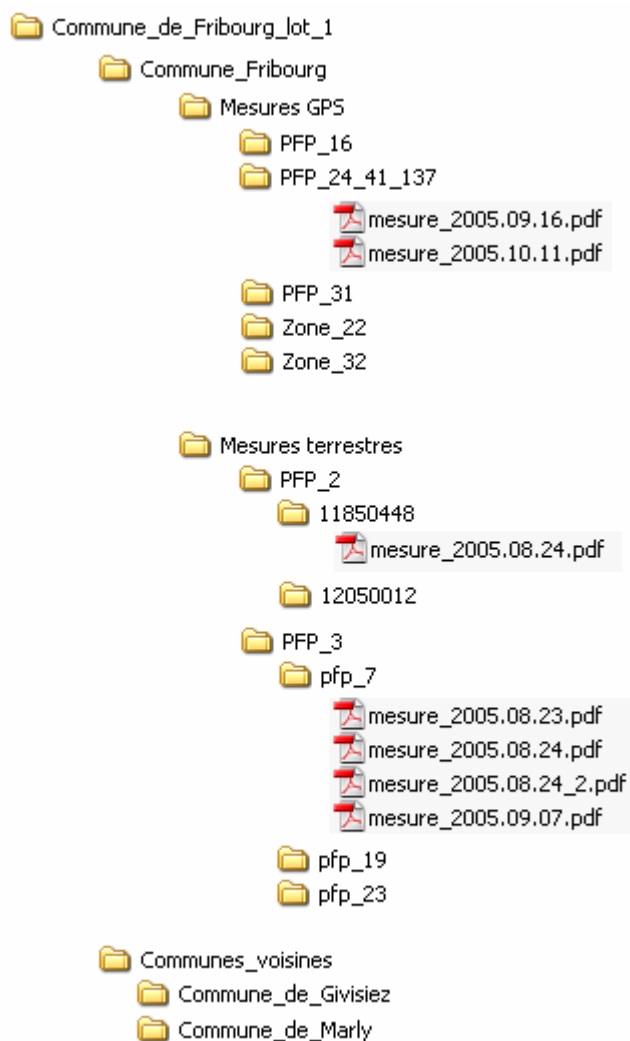 Commune_de_Fribourg_lot_1
Commune_Fribourg
Mesures GPS
PFP_16
PFP_24_41_137
mesure_2005.09.16.pdf
mesure_2005.10.11.pdf
PFP_31
Zone_22
Zone_32
Mesures terrestres
PFP_2
11850448
mesure_2005.08.24.pdf
12050012
PFP_3
pfp_7
mesure_2005.08.23.pdf
mesure_2005.08.24.pdf
mesure_2005.08.24_2.pdf
mesure_2005.09.07.pdf
pfp_19
pfp_23
Communes_voisines
Commune_de_Givisiez
Commune_de_Marly